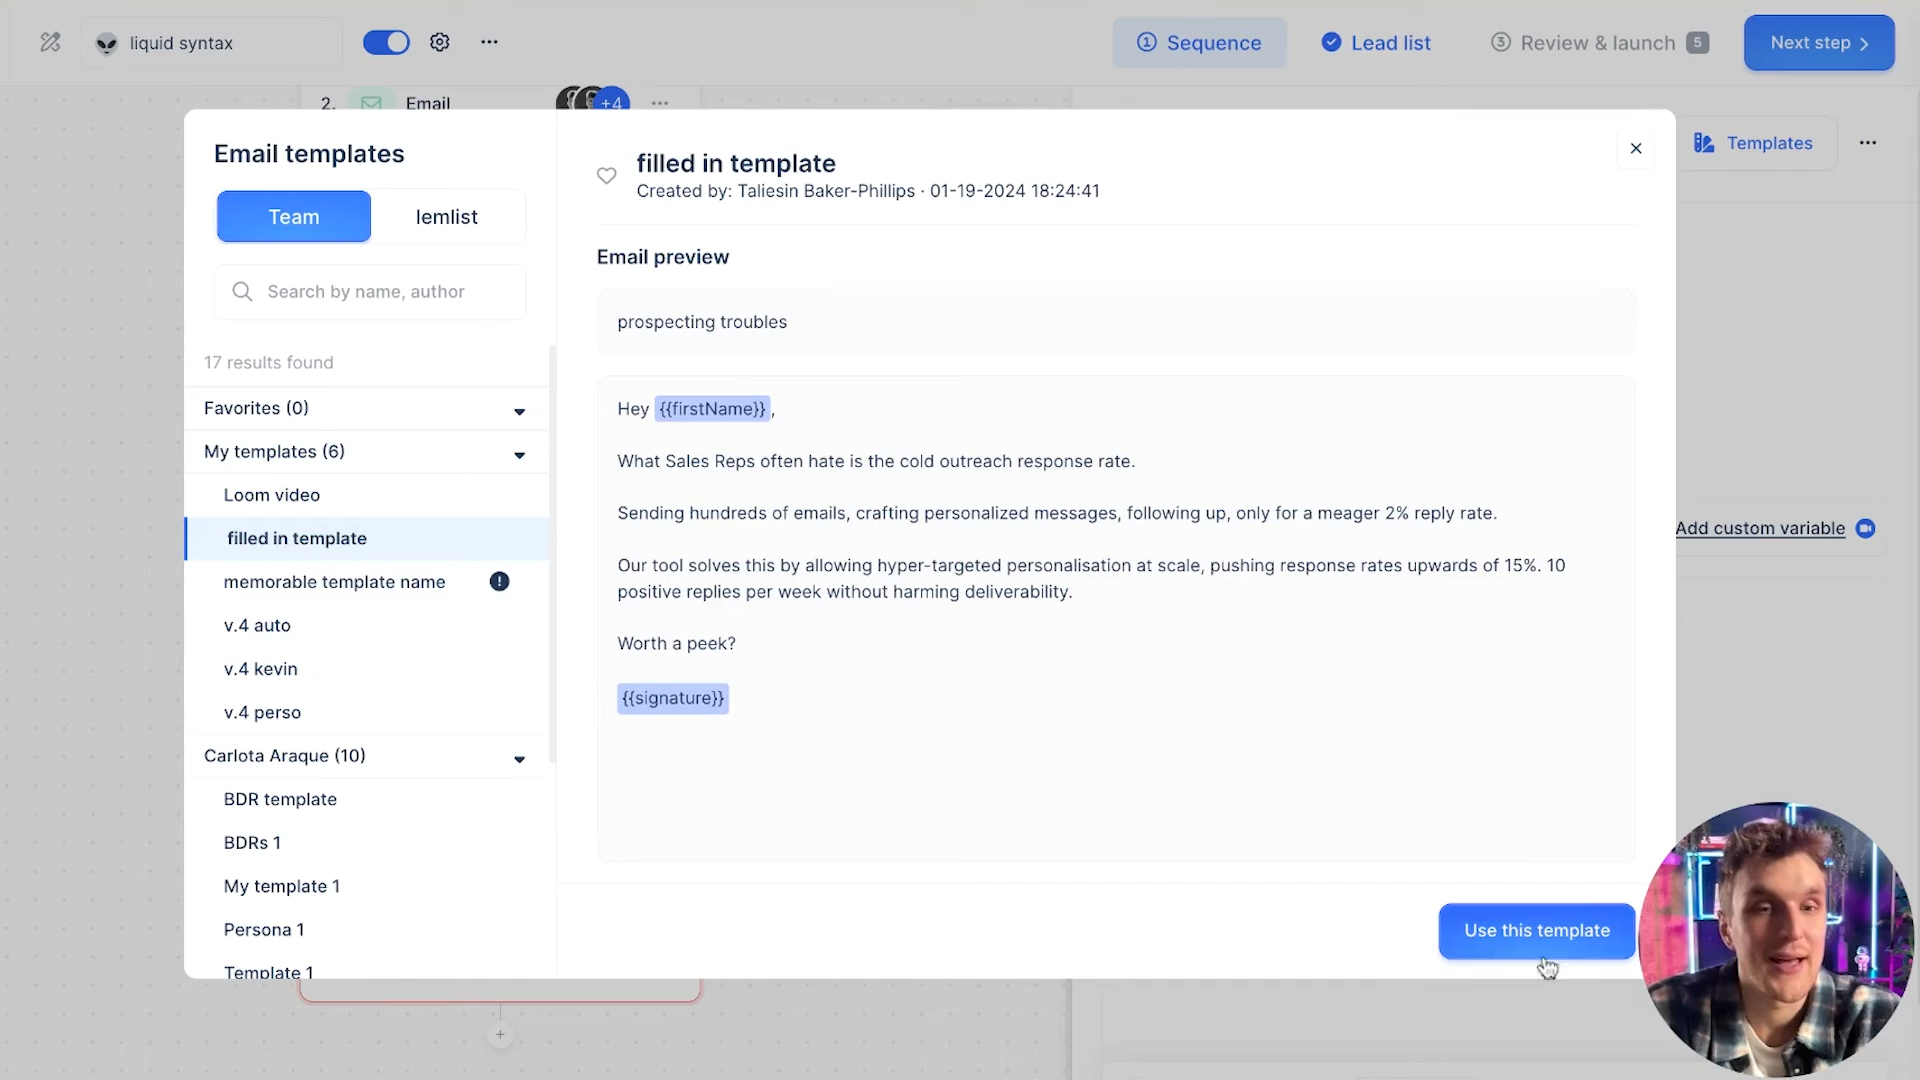 liquid syntax
1 Sequence
Lead list
3 Review & launch 5
Next step
2. Email +4
Templates
Email templates
Team
lemlist
Search by name, author
17 results found
Favorites (0)
My templates (6)
Loom video
filled in template
memorable template name !
v.4 auto
v.4 kevin
v.4 perso
Carlota Araque (10)
BDR template
BDRs 1
My template 1
Persona 1
Template 1
filled in template
Created by: Taliesin Baker-Phillips · 01-19-2024 18:24:41
Email preview
prospecting troubles
Hey {{firstName}},
What Sales Reps often hate is the cold outreach response rate.
Sending hundreds of emails, crafting personalized messages, following up, only for a meager 2% reply rate.
Our tool solves this by allowing hyper-targeted personalisation at scale, pushing response rates upwards of 15%. 10
positive replies per week without harming deliverability.
Worth a peek?
{{signature}}
Use this template
Add custom variable